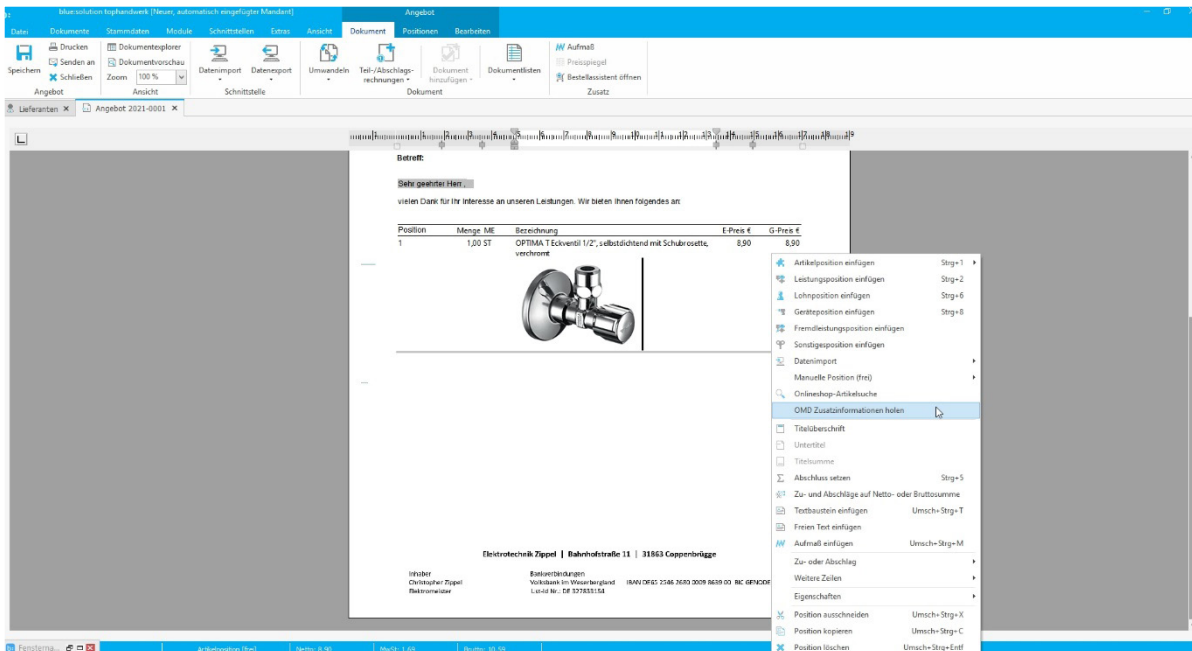 blue:solution tophandwerk [Neuer, automatisch eingefügter Mandant]
Angebot
Datei Dokumente Stammdaten Module Schnittstellen Extras Ansicht Dokument Positionen Bearbeiten
Speichern
Drucken
Senden an
Schließen
Angebot
Dokumentexplorer
Dokumentvorschau
Zoom 100 %
Ansicht
Datenimport
Datenexport
Schnittstelle
Umwandeln
Teil-/Abschlags-
rechnungen
Dokument
hinzufügen
Dokumentlisten
Dokument
Aufmaß
Preisspiegel
Bestellassistent öffnen
Zusatz
Lieferanten
Angebot 2021-0001
Betreff:
Sehr geehrter Herr ,
vielen Dank für Ihr Interesse an unseren Leistungen. Wir bieten Ihnen folgendes an:
Position Menge ME Bezeichnung E-Preis € G-Preis €
1 1,00 ST OPTIMA T Eckventil 1/2", selbstdichtend mit Schubrosette, 8,90 8,90
verchromt
Artikelposition einfügen Strg+1
Leistungsposition einfügen Strg+2
Lohnposition einfügen Strg+6
Geräteposition einfügen Strg+8
Fremdleistungsposition einfügen
Sonstigesposition einfügen
Datenimport
Manuelle Position (frei)
Onlineshop-Artikelsuche
OMD Zusatzinformationen holen
Titelüberschrift
Untertitel
Titelsumme
Abschluss setzen Strg+5
Zu- und Abschläge auf Netto- oder Bruttosumme
Textbaustein einfügen Umsch+Strg+T
Freien Text einfügen
Aufmaß einfügen Umsch+Strg+M
Zu- oder Abschlag
Weitere Zeilen
Eigenschaften
Position ausschneiden Umsch+Strg+X
Position kopieren Umsch+Strg+C
Position löschen Umsch+Strg+Entf
Elektrotechnik Zippel | Bahnhofstraße 11 | 31863 Coppenbrügge
Inhaber
Christopher Zippel
Elektromeister
Bankverbindungen
Volksbank im Weserbergland
Fensterna...
Artikelposition (frei) Netto: 8,90 MwSt: 1,69 Brutto: 10,59